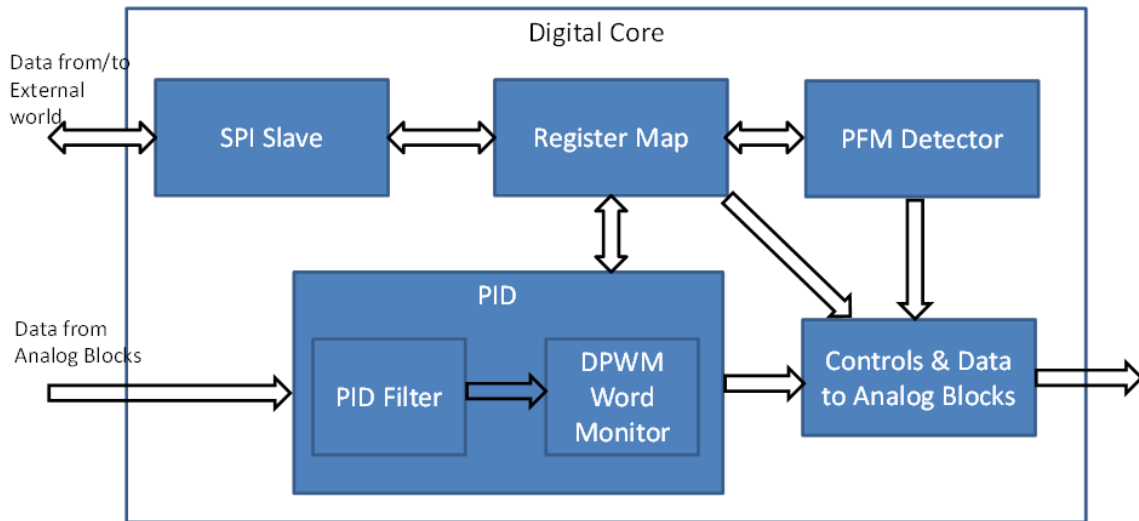 Digital Core
Data from/to
External
world
SPI Slave
Register Map
PFM Detector
PID
Data from
Analog Blocks
PID Filter
DPWM
Word
Monitor
Controls & Data
to Analog Blocks